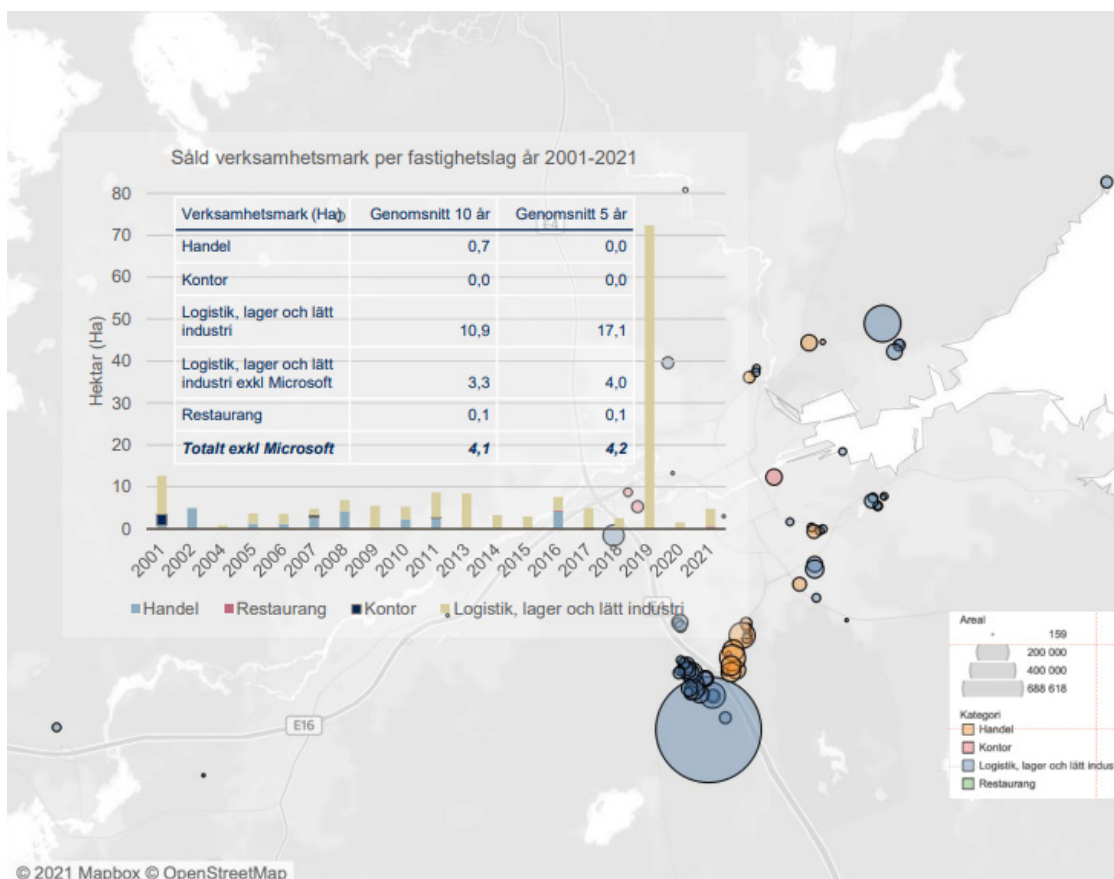 Såld verksamhetsmark per fastighetslag år 2001-2021
Hektar (Ha)
80
70
60
50
40
30
20
10
0
Verksamhetsmark (Ha) Genomsnitt 10 år Genomsnitt 5 år
Handel 0,7 0,0
Kontor 0,0 0,0
Logistik, lager och lätt
industri 10,9 17,1
Logistik, lager och lätt
industri exkl Microsoft 3,3 4,0
Restaurang 0,1 0,1
Totalt exkl Microsoft 4,1 4,2
2001 2002 2004 2005 2006 2007 2008 2009 2010 2011 2013 2014 2015 2016 2017 2018 2019 2020 2021
Handel Restaurang Kontor Logistik, lager och lätt industri
E4
E4
E16
Areal
159
200 000
400 000
688 618
Kategori
Handel
Kontor
Logistik, lager och lätt indus
Restaurang
© 2021 Mapbox © OpenStreetMap